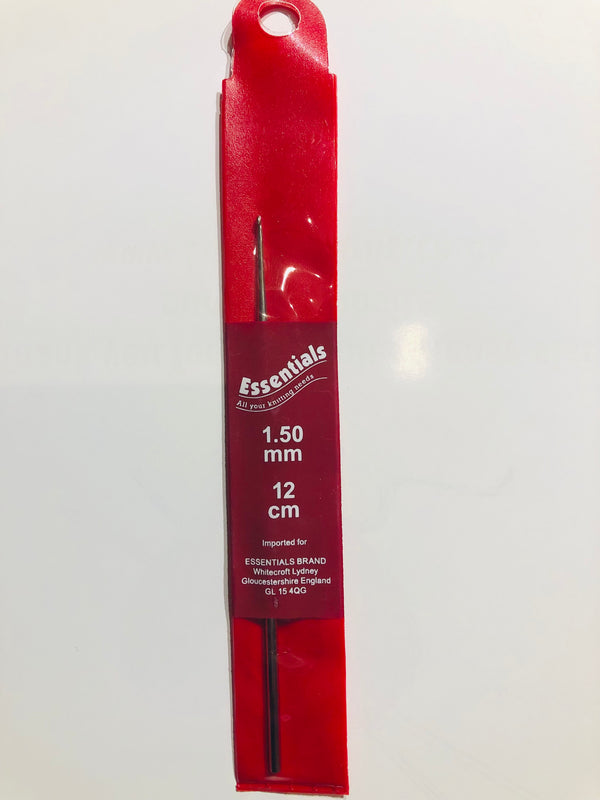 Essentials
All your knitting needs
1.50
mm
12
cm
Imported for
ESSENTIALS BRAND
Whitecroft Lydney
Gloucestershire England
GL 15 4QG